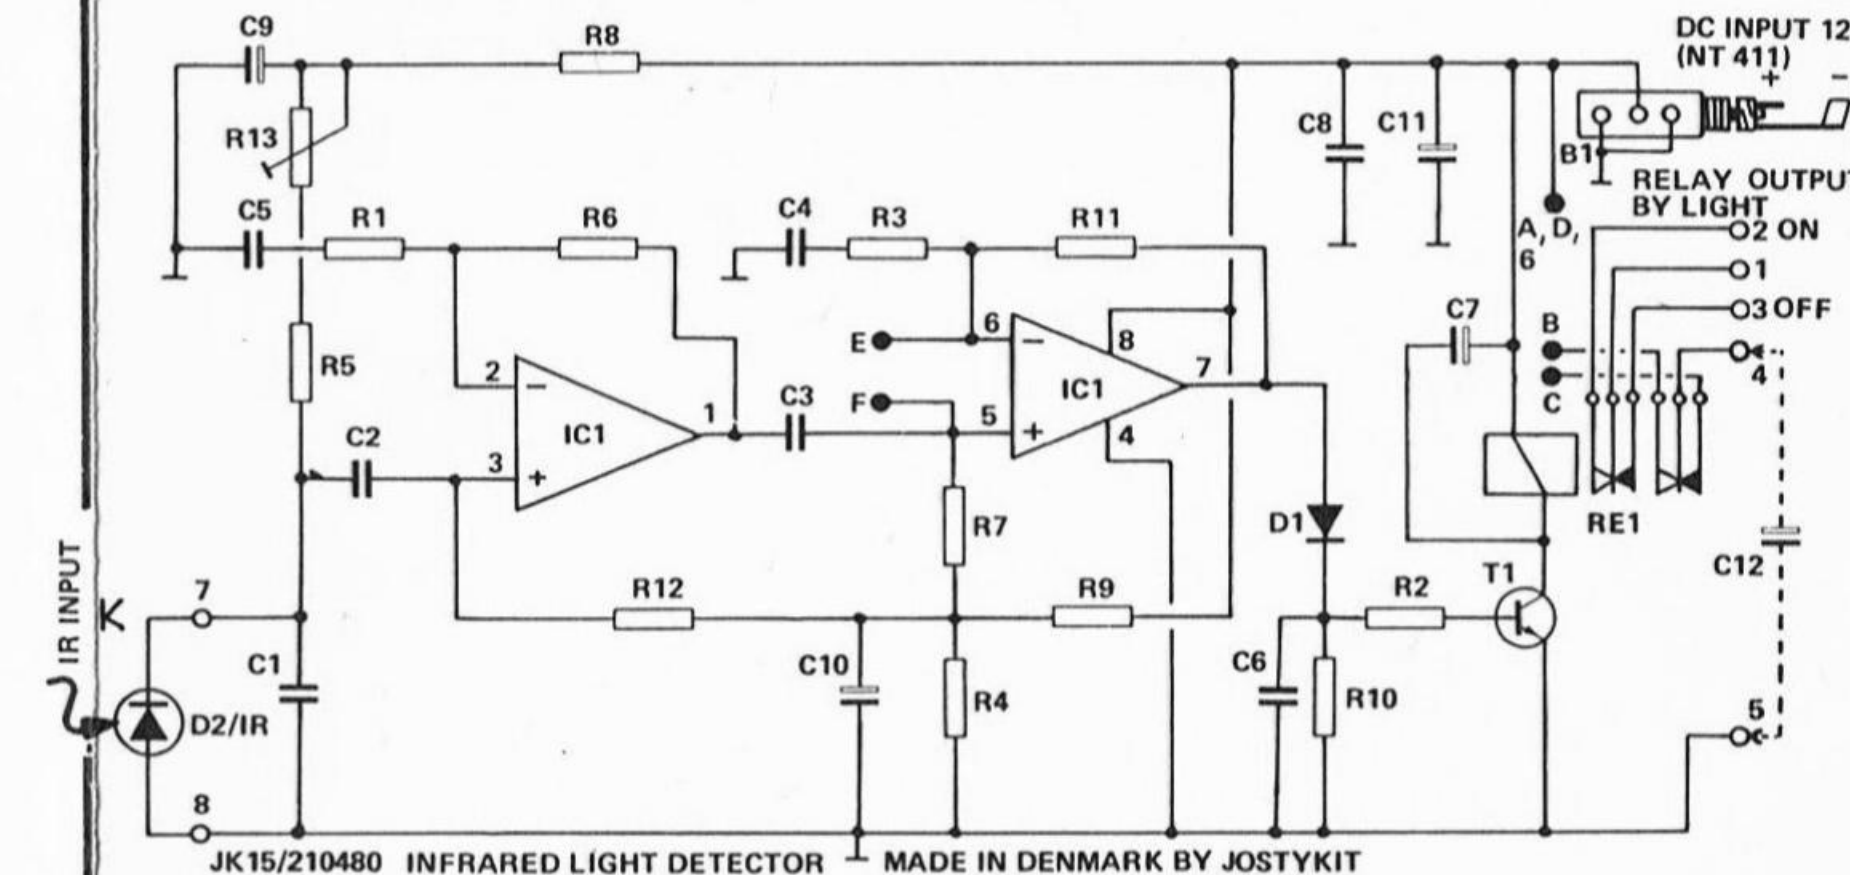 C9
R8
DC INPUT 12
(NT 411)
+ -
R13
C8
C11
B1
RELAY OUTPUT
BY LIGHT
C5
R1
R6
C4
R3
R11
A, D,
6
2 ON
1
3 OFF
C7
B
C
4
E
6
-
8
7
R5
2
-
1
C3
F
IC1
5
+
4
C2
IC1
3
+
R7
D1
RE1
C12
IR INPUT
K
7
R12
R9
R2
T1
C1
C10
C6
D2/IR
R4
R10
5
8
JK15/210480 INFRARED LIGHT DETECTOR MADE IN DENMARK BY JOSTYKIT